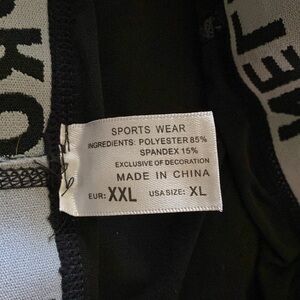 SPORTS WEAR
INGREDIENTS: POLYESTER 85%
SPANDEX 15%
EXCLUSIVE OF DECORATION
MADE IN CHINA
EUR: XXL USA SIZE: XL